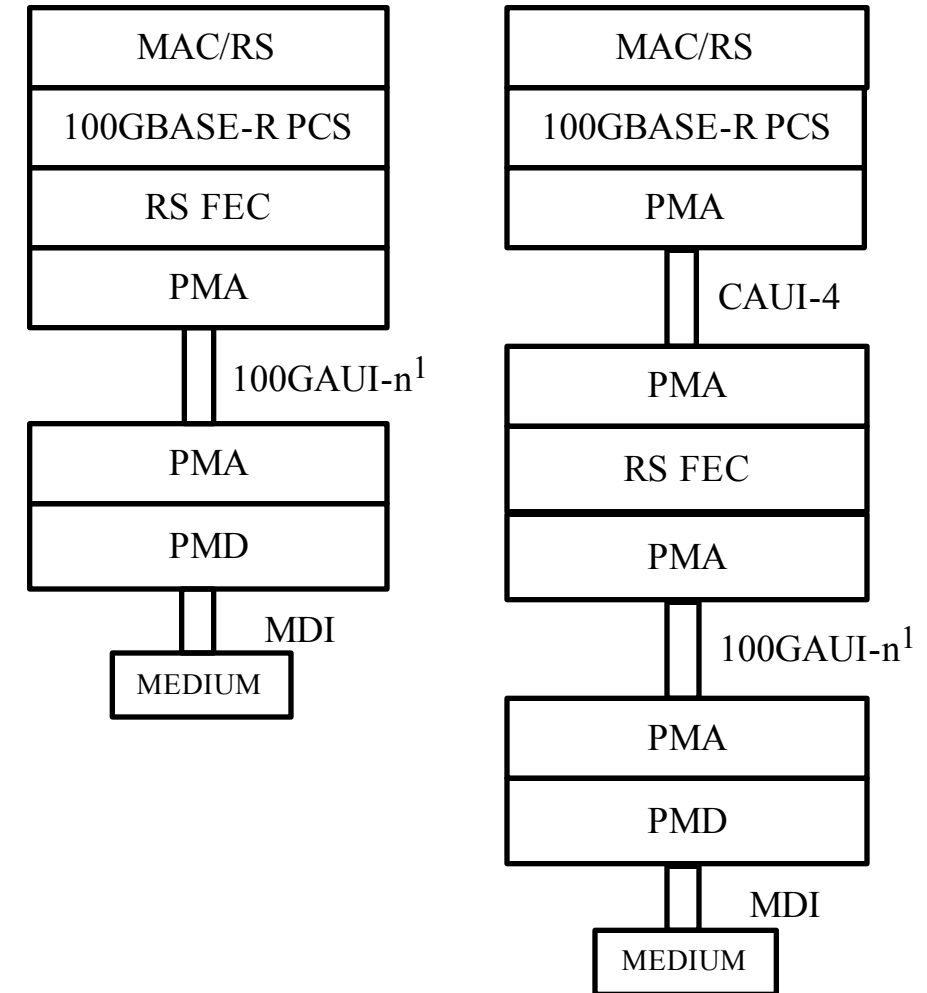 MAC/RS
100GBASE-R PCS
RS FEC
PMA
100GAUI-n¹
PMA
PMD
MDI
MEDIUM
MAC/RS
100GBASE-R PCS
PMA
CAUI-4
PMA
RS FEC
PMA
100GAUI-n¹
PMA
PMD
MDI
MEDIUM